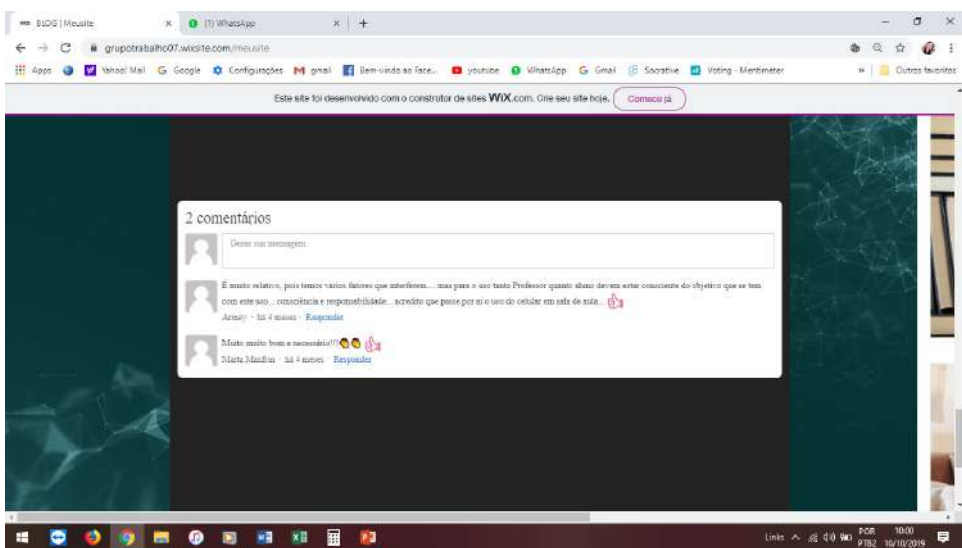 WiX BLOG | Meusite
(1) WhatsApp
grupotrabalho07.wixsite.com/meusite
Apps Yahoo! Mail Google Configurações gmail Bem-vindo ao Face... youtube WhatsApp Gmail Socrative Voting - Mentimeter Outros favoritos
Este site foi desenvolvido com o construtor de sites WiX.com. Crie seu site hoje. Comece já
2 comentários
Deixe sua mensagem
É muito relativo, pois temos vários fatores que interferem..... mas para o uso tanto Professor quanto aluno devem estar consciente do objetivo que se tem
com este uso... consciência e responsabilidade... acredito que passe por aí o uso do celular em sala de aula...
- há 4 meses - Responder
Muito muito bom e necessário!!!
Marta - há 4 meses - Responder
Links POR 10:00
PTB2 10/10/2019